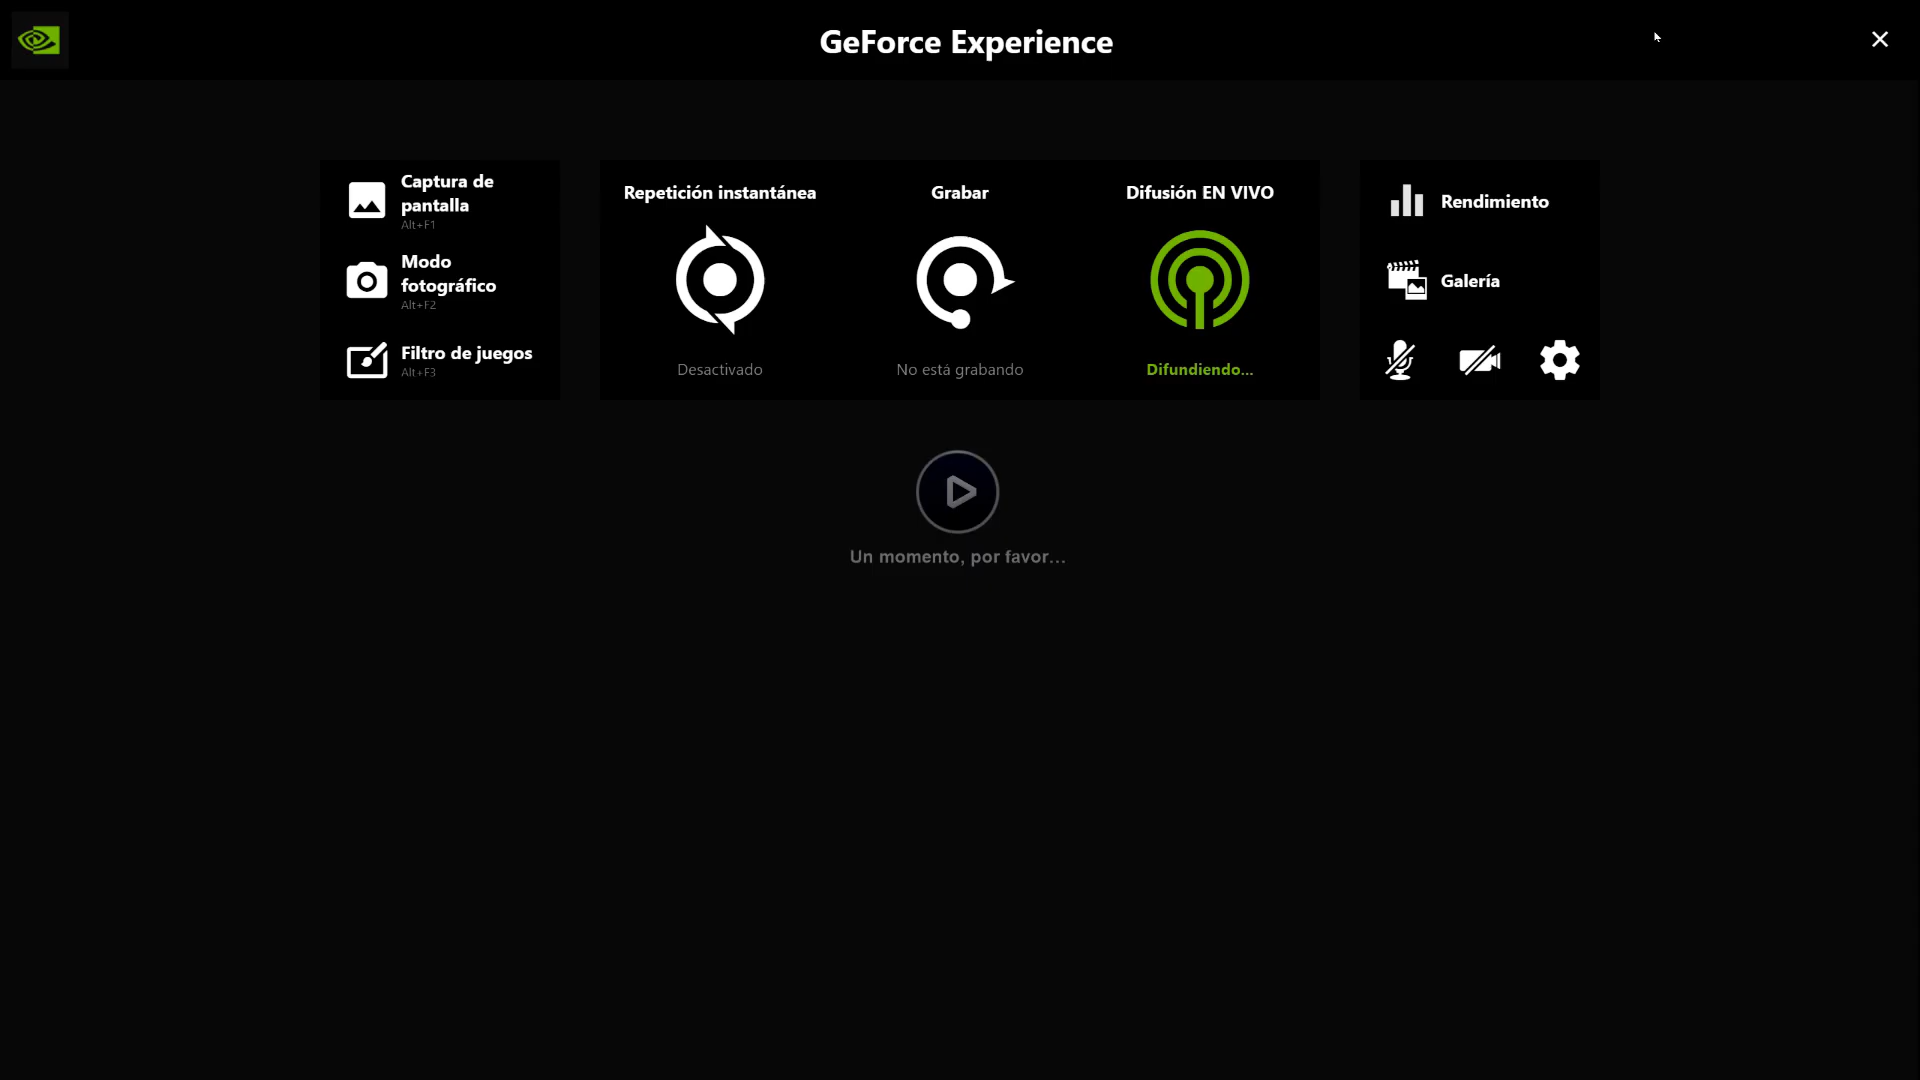 GeForce Experience
Captura de
pantalla
Alt+F1
Modo
fotográfico
Alt+F2
Filtro de juegos
Alt+F3
Repetición instantánea
Desactivado
Grabar
No está grabando
Difusión EN VIVO
Difundiendo...
Rendimiento
Galería
Un momento, por favor...